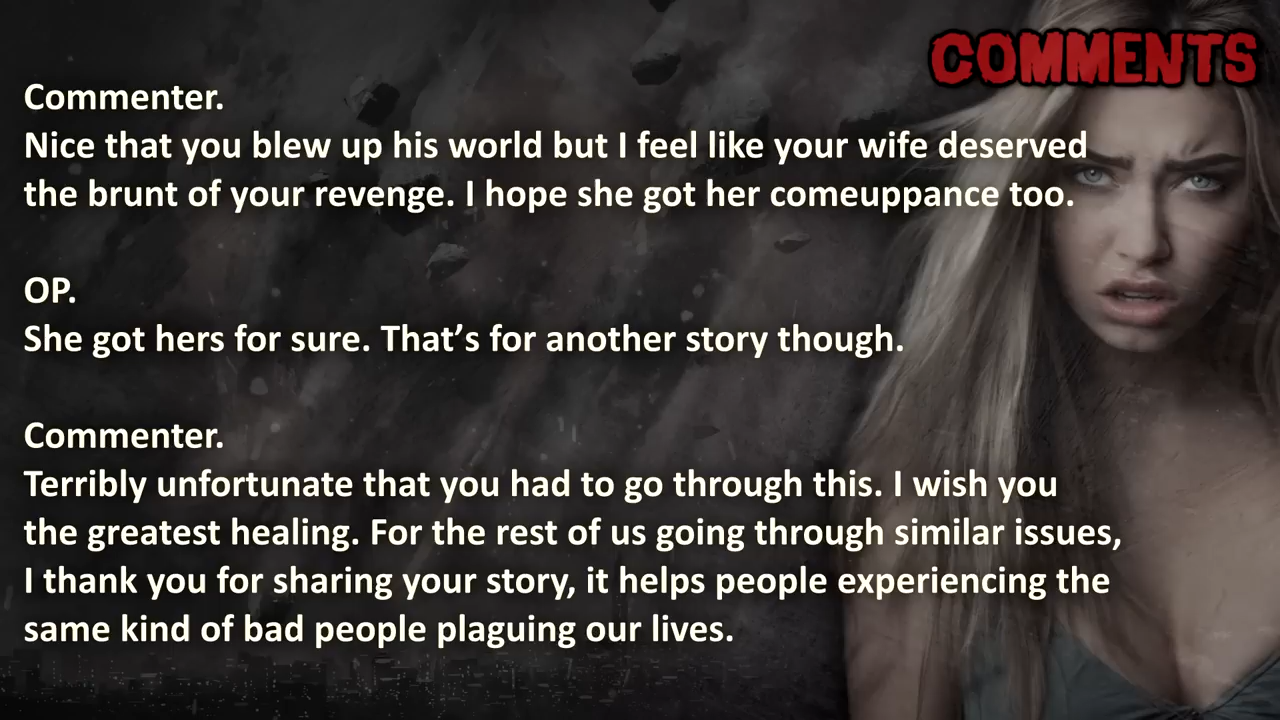 COMMENTS
Commenter.
Nice that you blew up his world but I feel like your wife deserved
the brunt of your revenge. I hope she got her comeuppance too.
OP.
She got hers for sure. That’s for another story though.
Commenter.
Terribly unfortunate that you had to go through this. I wish you
the greatest healing. For the rest of us going through similar issues,
I thank you for sharing your story, it helps people experiencing the
same kind of bad people plaguing our lives.